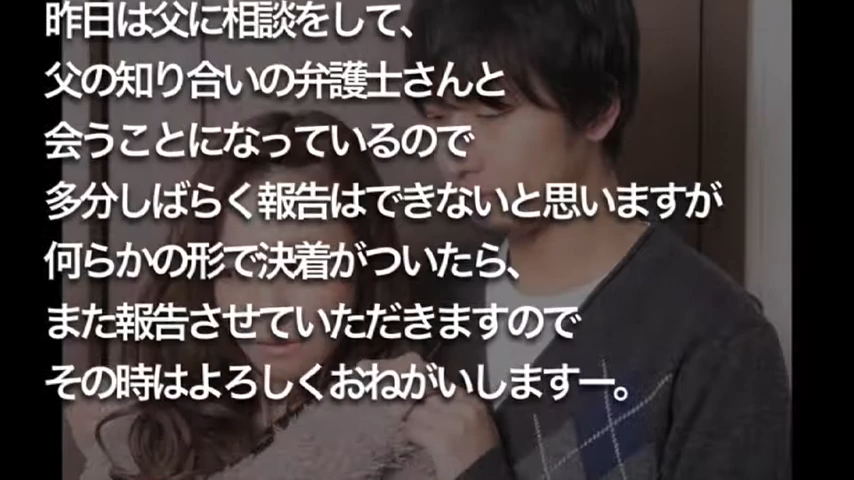 昨日は父に相談をして、
父の知り合いの弁護士さんと
会うことになっているので
多分しばらく報告はできないと思いますが
何らかの形で決着がついたら、
また報告させていただきますので
その時はよろしくおねがいしますー。